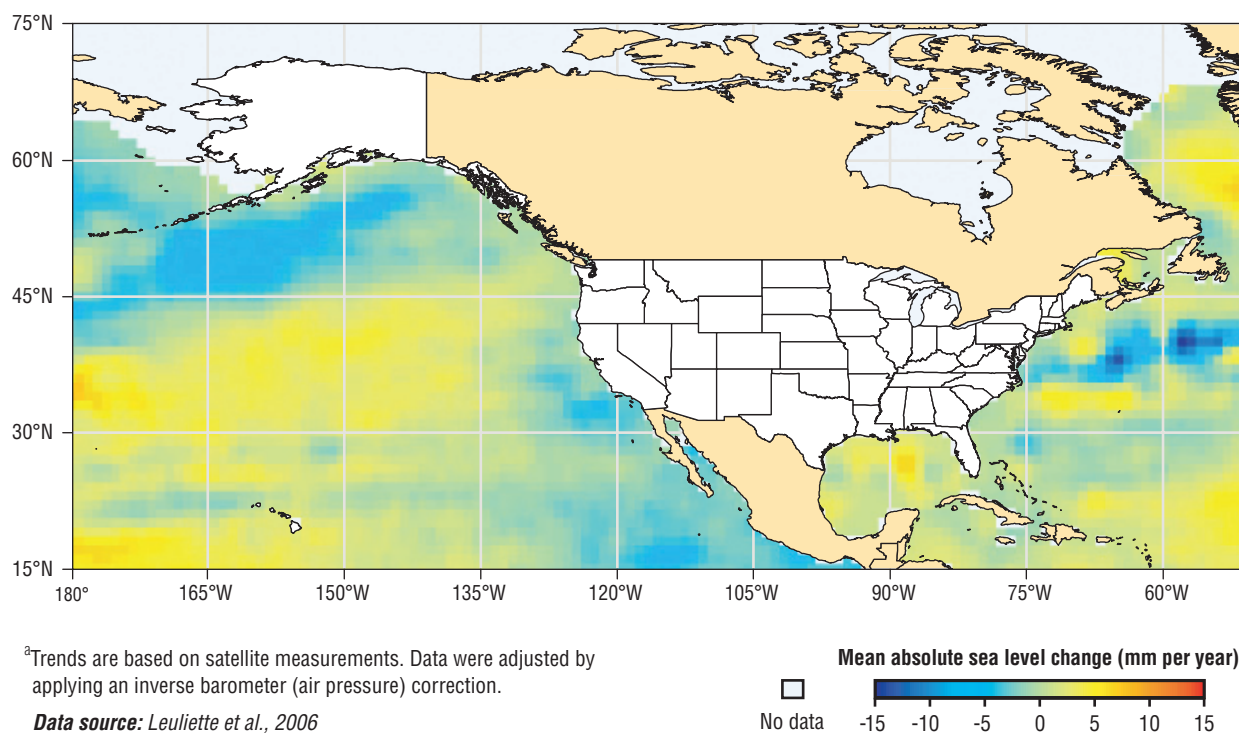 75°N
60°N
45°N
30°N
15°N
180° 165°W 150°W 135°W 120°W 105°W 90°W 75°W 60°W
aTrends are based on satellite measurements. Data were adjusted by
applying an inverse barometer (air pressure) correction.
Data source: Leuliette et al., 2006
Mean absolute sea level change (mm per year)
No data
-15 -10 -5 0 5 10 15